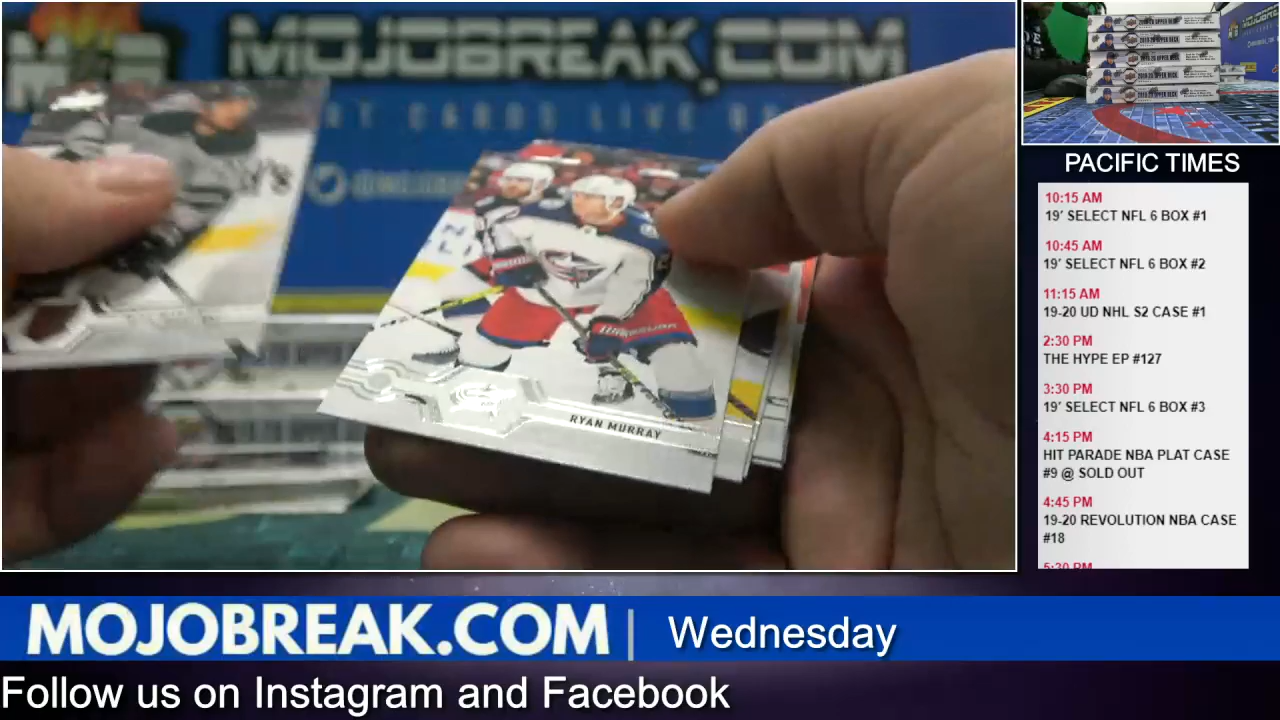 MOJOBREAK.COM
RYAN MURRAY
PACIFIC TIMES
10:15 AM
19' SELECT NFL 6 BOX #1
10:45 AM
19' SELECT NFL 6 BOX #2
11:15 AM
19-20 UD NHL S2 CASE #1
2:30 PM
THE HYPE EP #127
3:30 PM
19' SELECT NFL 6 BOX #3
4:15 PM
HIT PARADE NBA PLAT CASE
#9 @ SOLD OUT
4:45 PM
19-20 REVOLUTION NBA CASE
#18
5:30 PM
MOJOBREAK.COM | Wednesday
Follow us on Instagram and Facebook